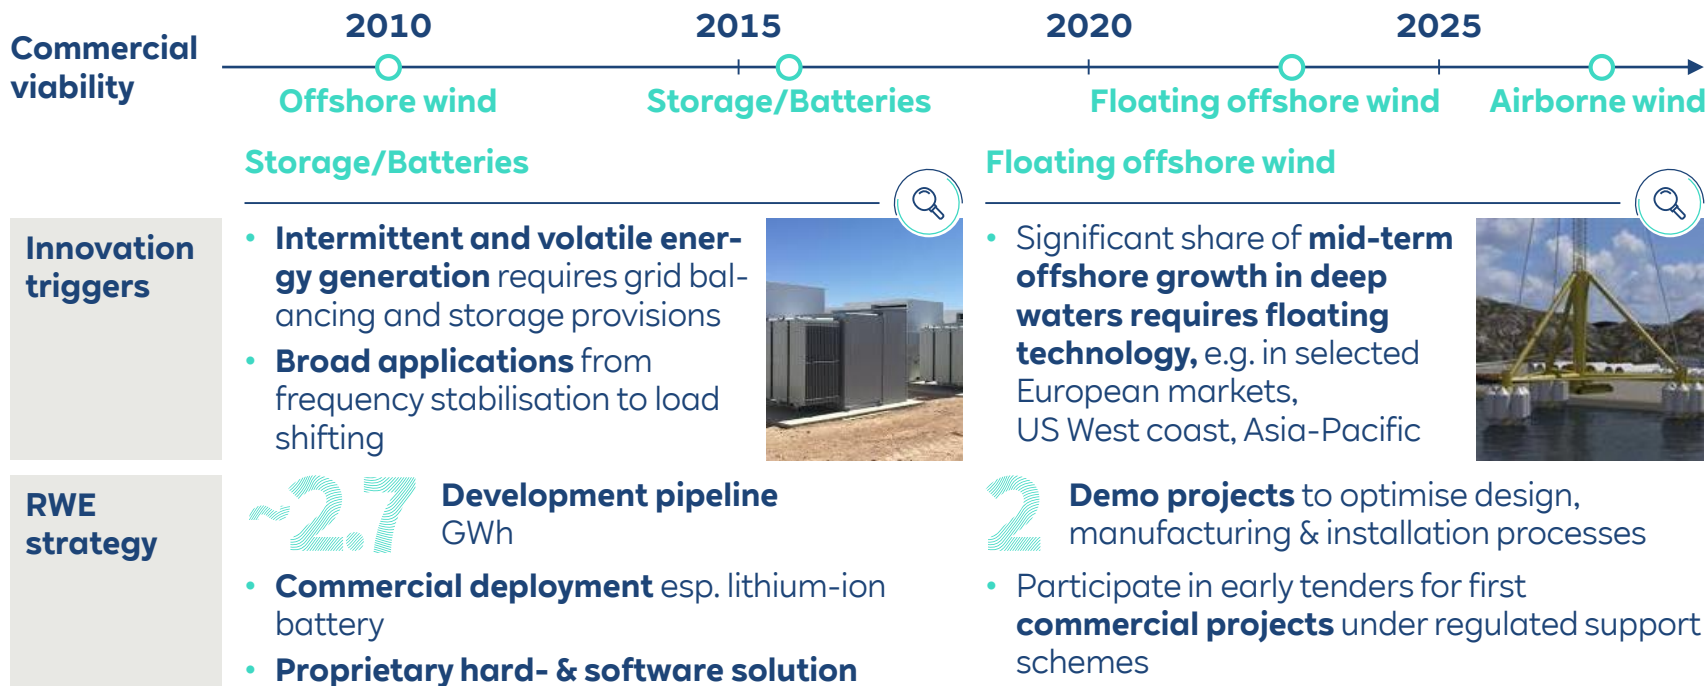 Commercial
viability
2010
2015
2020
2025
Offshore wind
Storage/Batteries
Floating offshore wind
Airborne wind
Storage/Batteries
Floating offshore wind
Innovation
triggers
• Intermittent and volatile ener-
gy generation requires grid bal-
ancing and storage provisions
• Broad applications from
frequency stabilisation to load
shifting
• Significant share of mid-term
offshore growth in deep
waters requires floating
technology, e.g. in selected
European markets,
US West coast, Asia-Pacific
RWE
strategy
~2.7
Development pipeline
GWh
• Commercial deployment esp. lithium-ion
battery
• Proprietary hard- & software solution
2
Demo projects to optimise design,
manufacturing & installation processes
• Participate in early tenders for first
commercial projects under regulated support
schemes